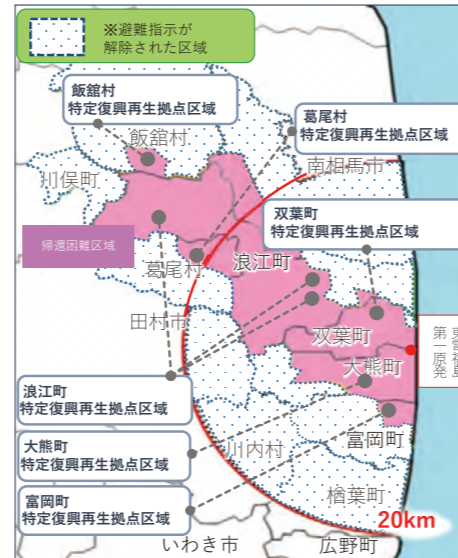 ※避難指示が
解除された区域
飯舘村
特定復興再生拠点区域
葛尾村
特定復興再生拠点区域
飯舘村
川俣町
南相馬市
双葉町
特定復興再生拠点区域
帰還困難区域
葛尾村
浪江町
田村市
双葉町
大熊町
第一原発
東電福島
浪江町
特定復興再生拠点区域
大熊町
特定復興再生拠点区域
富岡町
特定復興再生拠点区域
川内村
富岡町
楢葉町
20km
いわき市
広野町